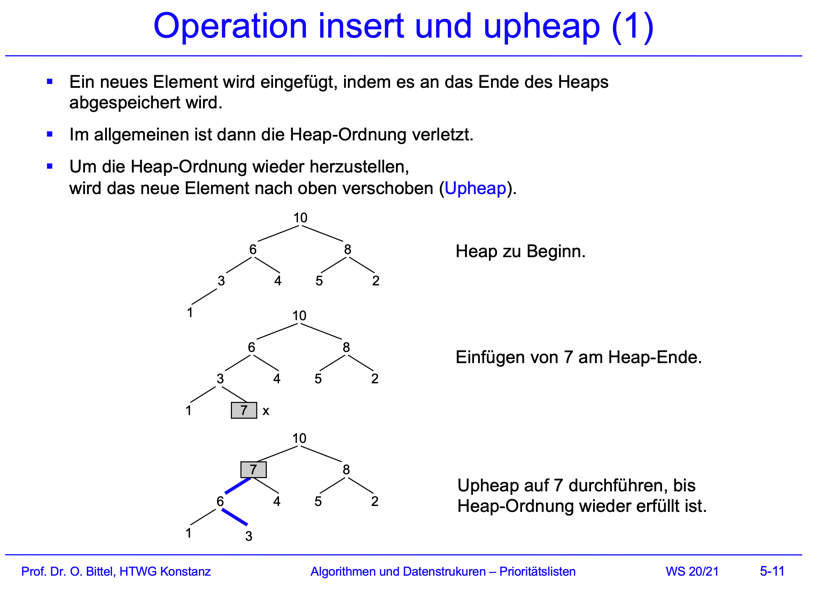 Operation insert und upheap (1)
Ein neues Element wird eingefügt, indem es an das Ende des Heaps
abgespeichert wird.
Im allgemeinen ist dann die Heap-Ordnung verletzt.
Um die Heap-Ordnung wieder herzustellen,
wird das neue Element nach oben verschoben (Upheap).
10
6 8
3 4 5 2
1
Heap zu Beginn.
10
6 8
3 4 5 2
1 7 x
Einfügen von 7 am Heap-Ende.
10
7 8
6 4 5 2
1 3
Upheap auf 7 durchführen, bis
Heap-Ordnung wieder erfüllt ist.
Prof. Dr. O. Bittel, HTWG Konstanz Algorithmen und Datenstrukuren – Prioritätslisten WS 20/21 5-11